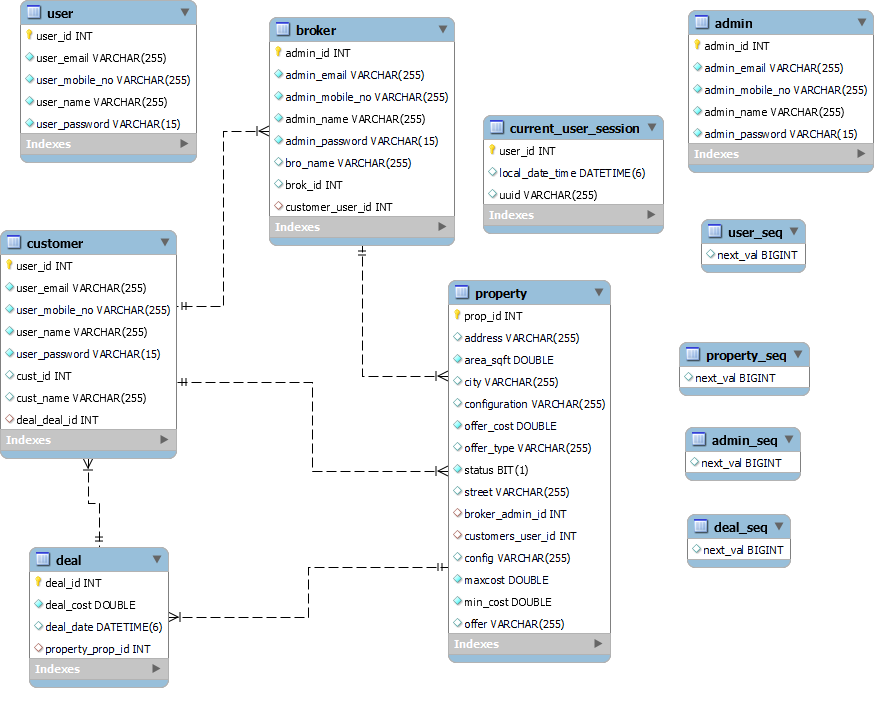 user
user_id INT
user_email VARCHAR(255)
user_mobile_no VARCHAR(255)
user_name VARCHAR(255)
user_password VARCHAR(15)
Indexes
broker
admin_id INT
admin_email VARCHAR(255)
admin_mobile_no VARCHAR(255)
admin_name VARCHAR(255)
admin_password VARCHAR(15)
bro_name VARCHAR(255)
brok_id INT
customer_user_id INT
Indexes
admin
admin_id INT
admin_email VARCHAR(255)
admin_mobile_no VARCHAR(255)
admin_name VARCHAR(255)
admin_password VARCHAR(15)
Indexes
current_user_session
user_id INT
local_date_time DATETIME(6)
uuid VARCHAR(255)
Indexes
customer
user_id INT
user_email VARCHAR(255)
user_mobile_no VARCHAR(255)
user_name VARCHAR(255)
user_password VARCHAR(15)
cust_id INT
cust_name VARCHAR(255)
deal_deal_id INT
Indexes
property
prop_id INT
address VARCHAR(255)
area_sqft DOUBLE
city VARCHAR(255)
configuration VARCHAR(255)
offer_cost DOUBLE
offer_type VARCHAR(255)
status BIT(1)
street VARCHAR(255)
broker_admin_id INT
customers_user_id INT
config VARCHAR(255)
maxcost DOUBLE
min_cost DOUBLE
offer VARCHAR(255)
Indexes
user_seq
next_val BIGINT
property_seq
next_val BIGINT
admin_seq
next_val BIGINT
deal_seq
next_val BIGINT
deal
deal_id INT
deal_cost DOUBLE
deal_date DATETIME(6)
property_prop_id INT
Indexes